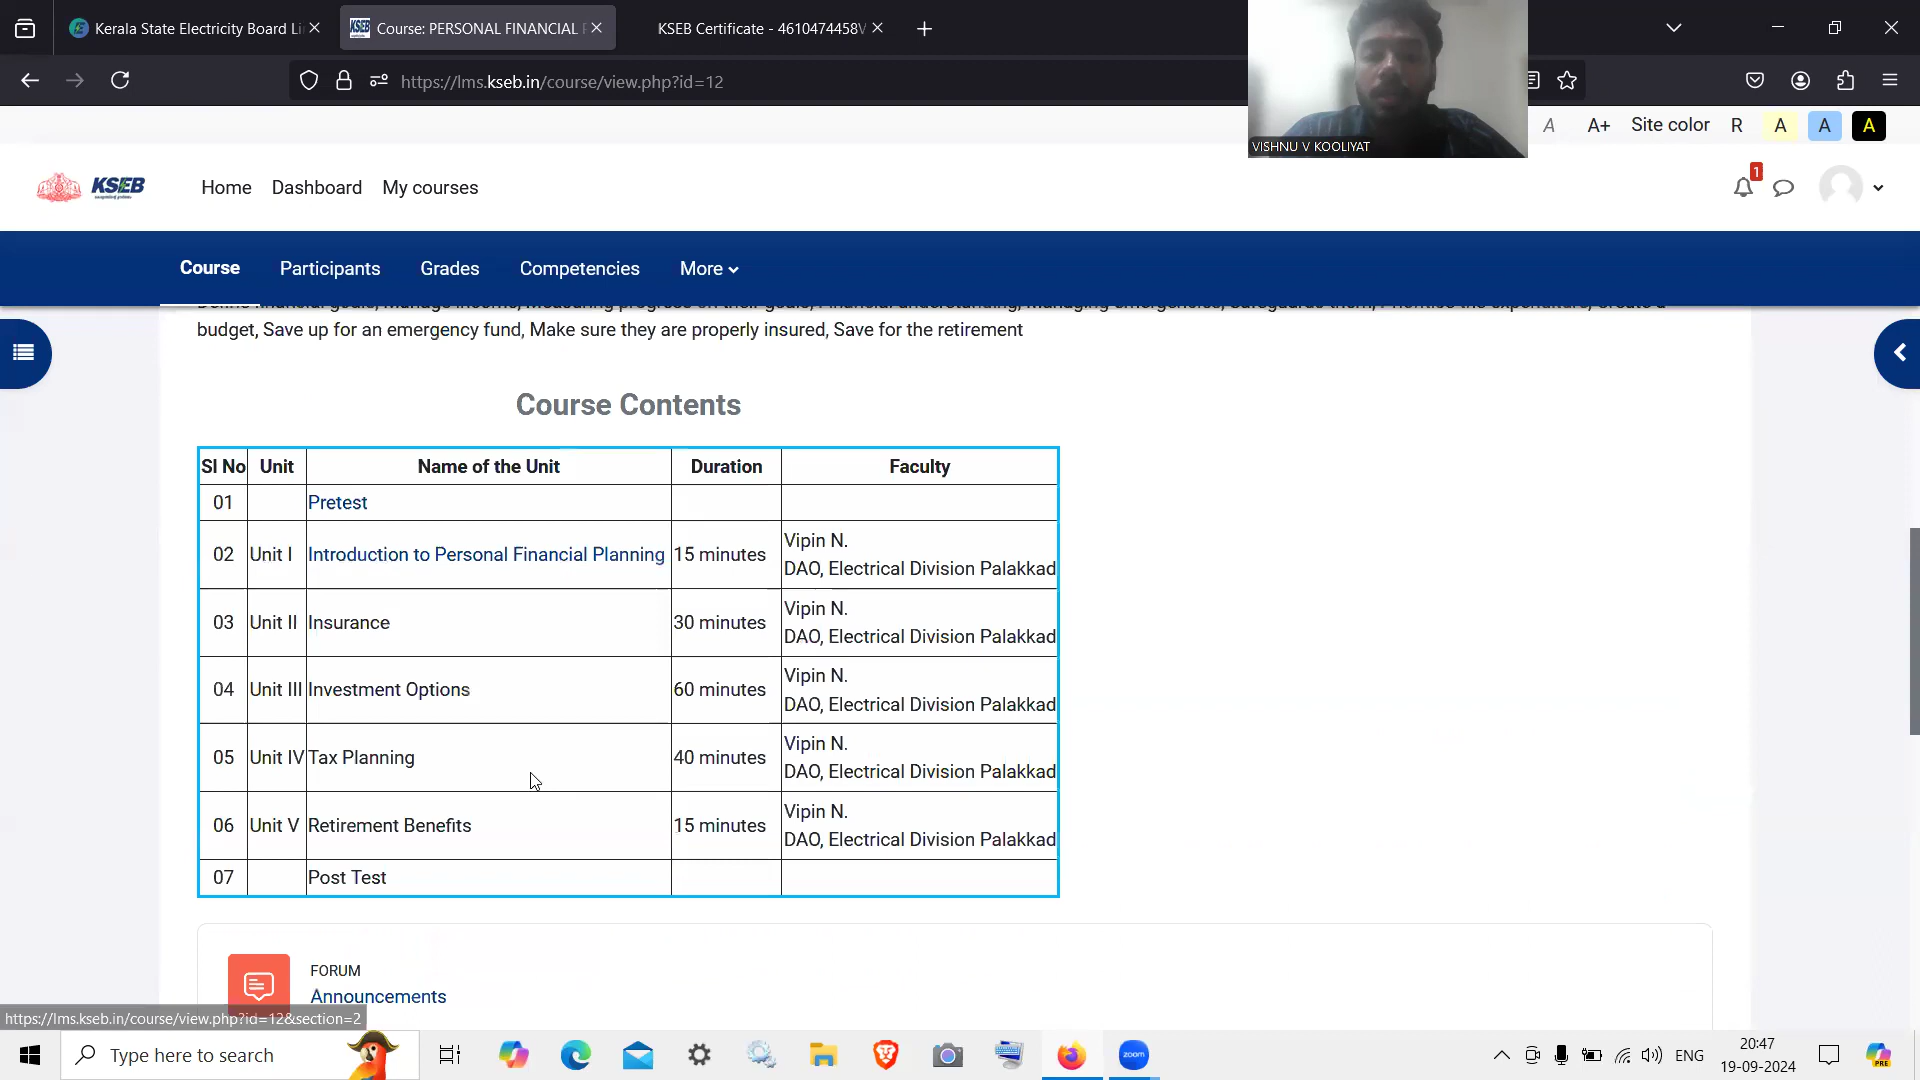 Kerala State Electricity Board Li
Course: PERSONAL FINANCIAL
KSEB Certificate - 4610474458V
https://lms.kseb.in/course/view.php?id=12
VISHNU V KOOLIYAT
A
A+
Site color
R
A
A
A
KSEB
Home
Dashboard
My courses
1
Course
Participants
Grades
Competencies
More
budget, Save up for an emergency fund, Make sure they are properly insured, Save for the retirement
Course Contents
Sl No Unit Name of the Unit Duration Faculty
01 Pretest
02 Unit I Introduction to Personal Financial Planning 15 minutes Vipin N.
DAO, Electrical Division Palakkad
03 Unit II Insurance 30 minutes Vipin N.
DAO, Electrical Division Palakkad
04 Unit III Investment Options 60 minutes Vipin N.
DAO, Electrical Division Palakkad
05 Unit IV Tax Planning 40 minutes Vipin N.
DAO, Electrical Division Palakkad
06 Unit V Retirement Benefits 15 minutes Vipin N.
DAO, Electrical Division Palakkad
07 Post Test
FORUM
Announcements
https://lms.kseb.in/course/view.php?id=12&section=2
Type here to search
zoom
ENG
20:47
19-09-2024
PRE